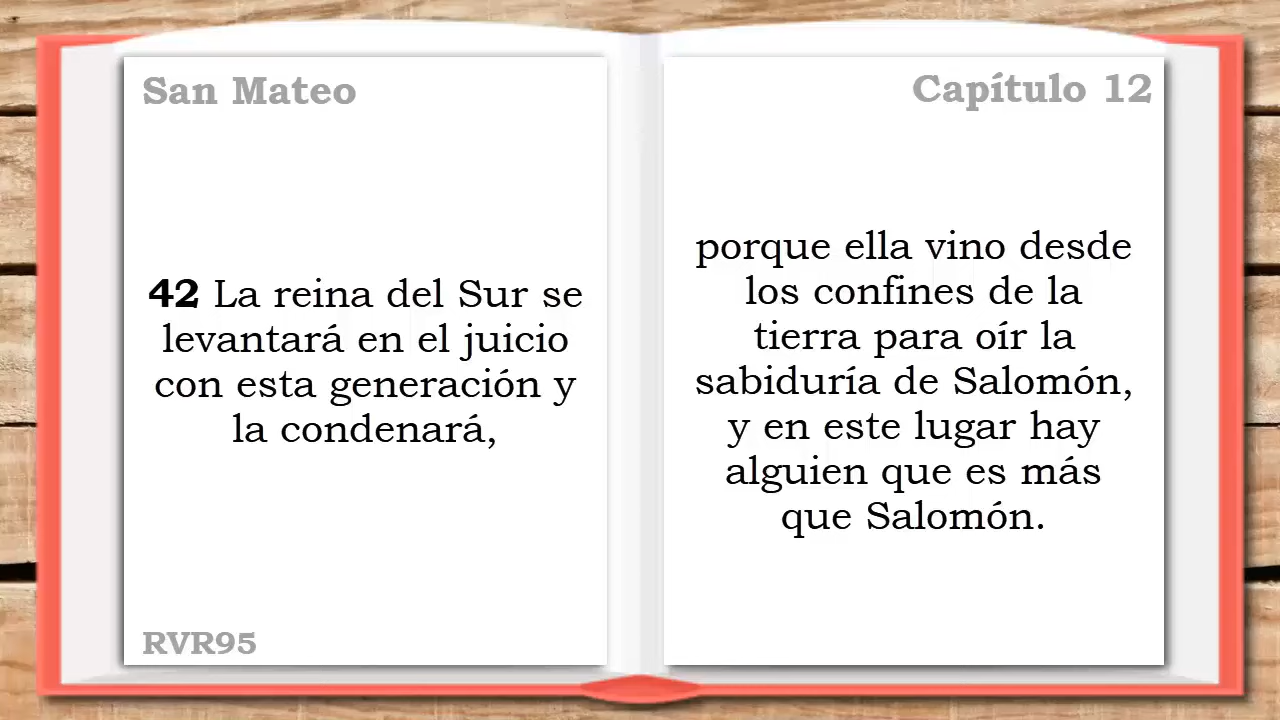 San Mateo
42 La reina del Sur se
levantará en el juicio
con esta generación y
la condenará,
RVR95
Capítulo 12
porque ella vino desde
los confines de la
tierra para oír la
sabiduría de Salomón,
y en este lugar hay
alguien que es más
que Salomón.